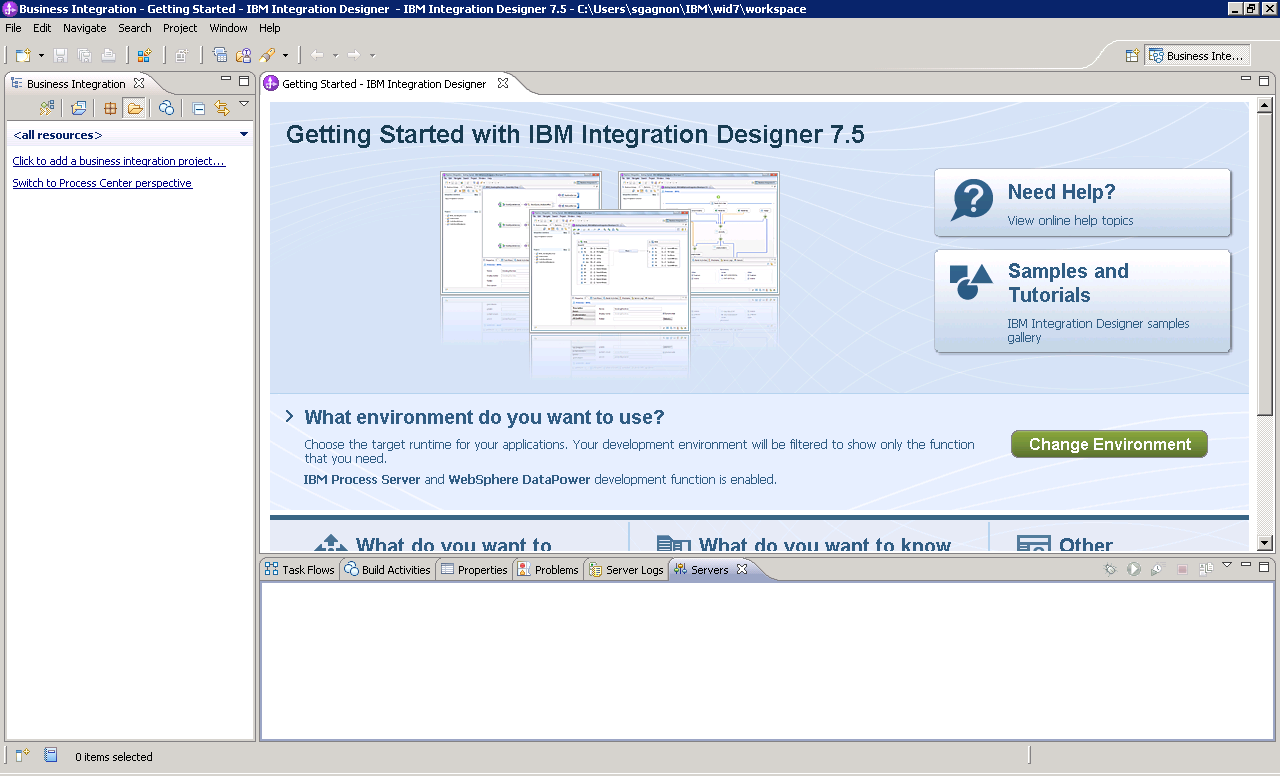 Business Integration - Getting Started - IBM Integration Designer - IBM Integration Designer 7.5 - C:\Users\sgagnon\IBM\wid7\workspace
File Edit Navigate Search Project Window Help
Business Inte...
Business Integration
<all resources>
Click to add a business integration project...
Switch to Process Center perspective
Getting Started - IBM Integration Designer
Getting Started with IBM Integration Designer 7.5
Need Help?
View online help topics
Samples and
Tutorials
IBM Integration Designer samples
gallery
What environment do you want to use?
Choose the target runtime for your applications. Your development environment will be filtered to show only the function
that you need.
IBM Process Server and WebSphere DataPower development function is enabled.
Change Environment
What do you want to
What do you want to know
Other
Task Flows Build Activities Properties Problems Server Logs Servers
0 items selected